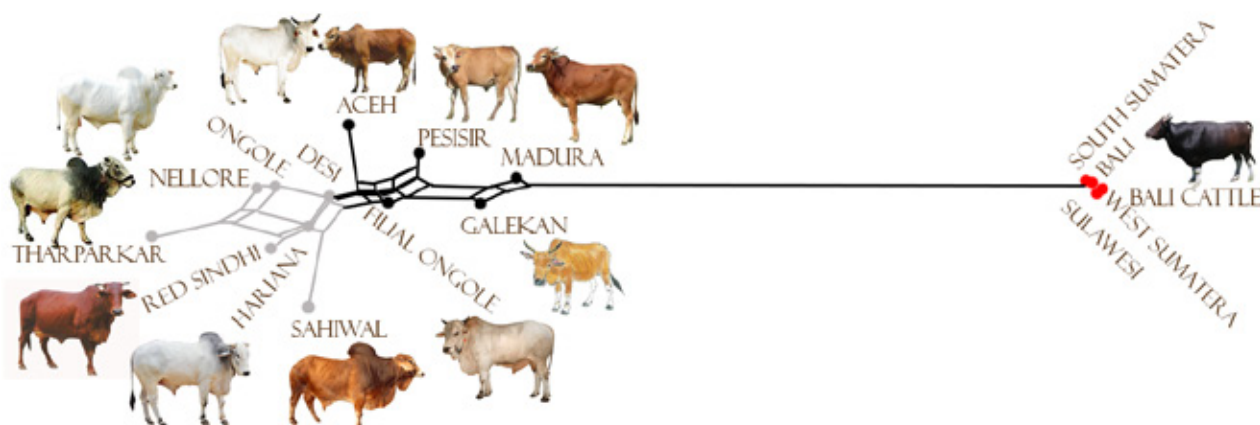 ACEH
PESISIR
MADURA
ONGOLE
DESI
NELLORE
THARPARKAR
RED SINDHI
HARIANA
SAHIWAL
FILIAL ONGOLE
GALEKAN
SOUTH SUMATERA
BALI
BALI CATTLE
WEST SUMATERA
SULAWESI